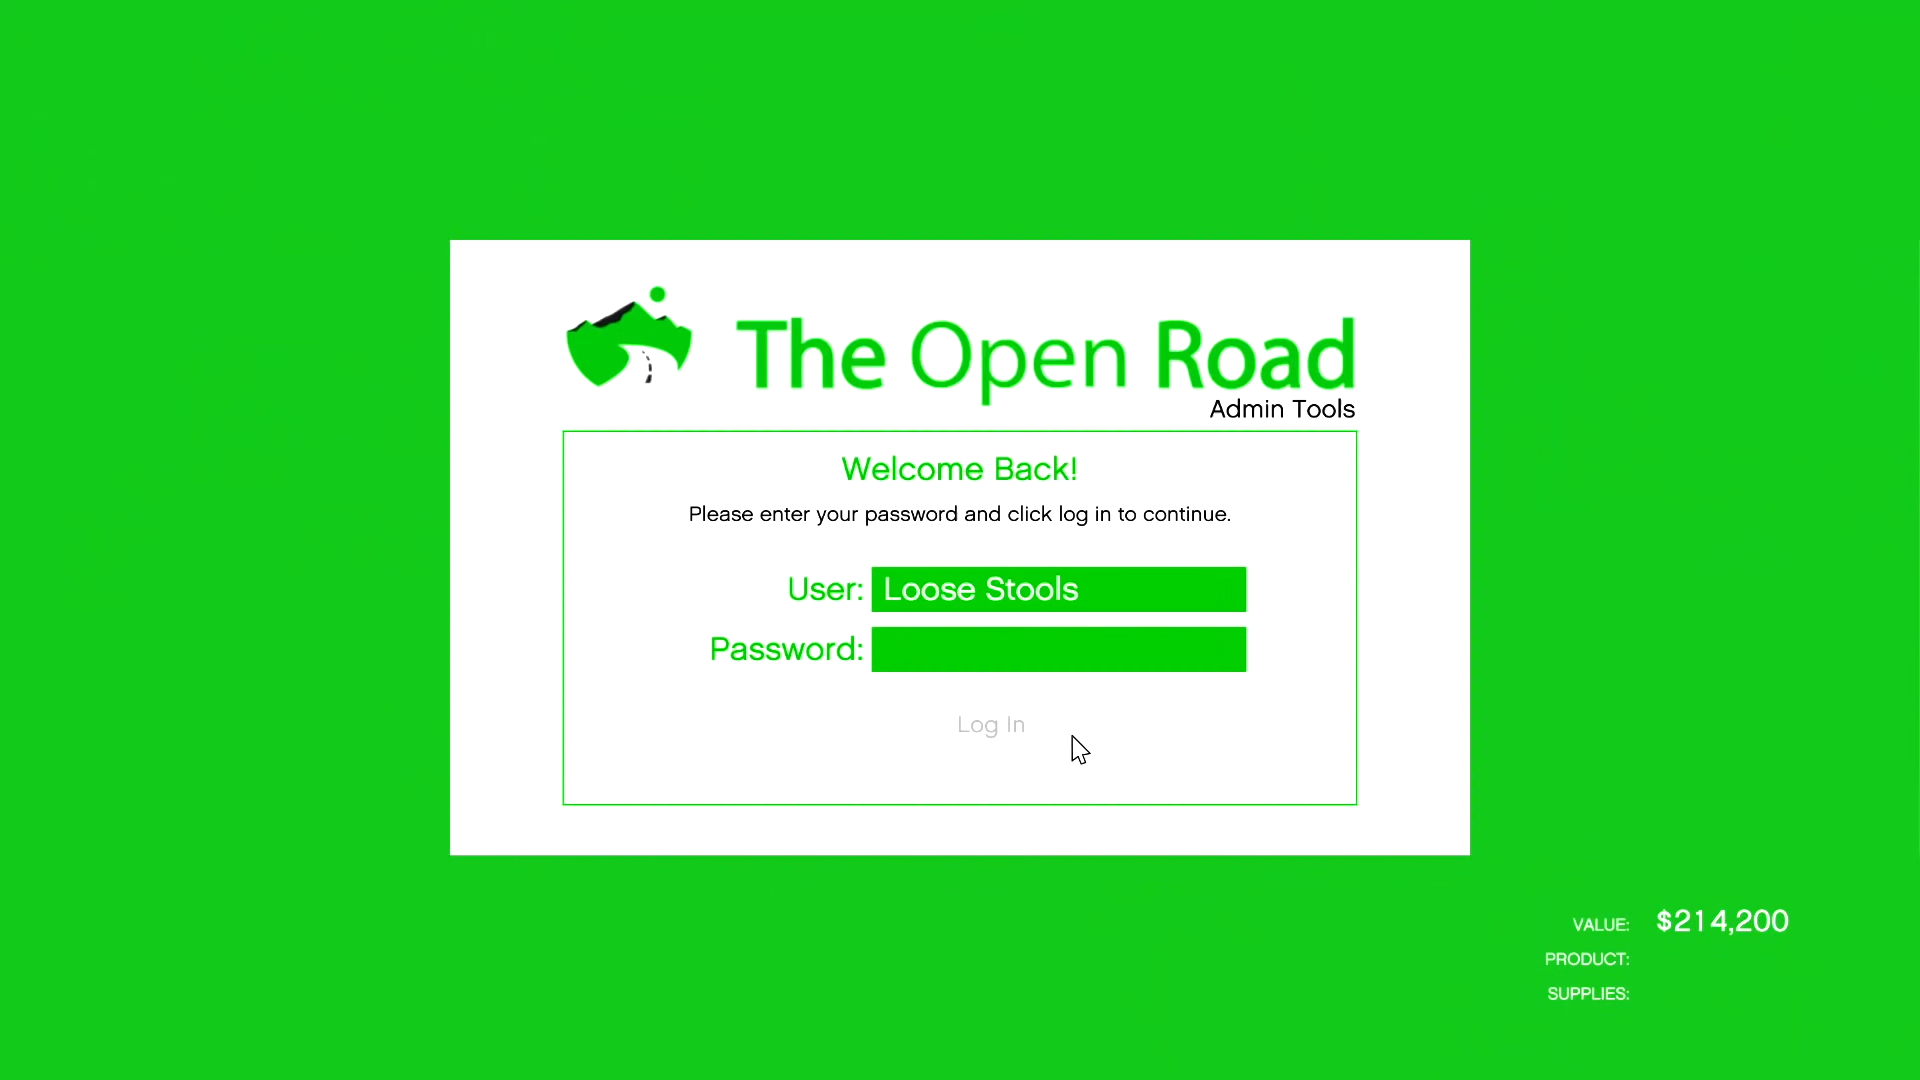 The Open Road
Admin Tools
Welcome Back!
Please enter your password and click log in to continue.
User: Loose Stools
Password:
Log In
VALUE: $214,200
PRODUCT:
SUPPLIES: